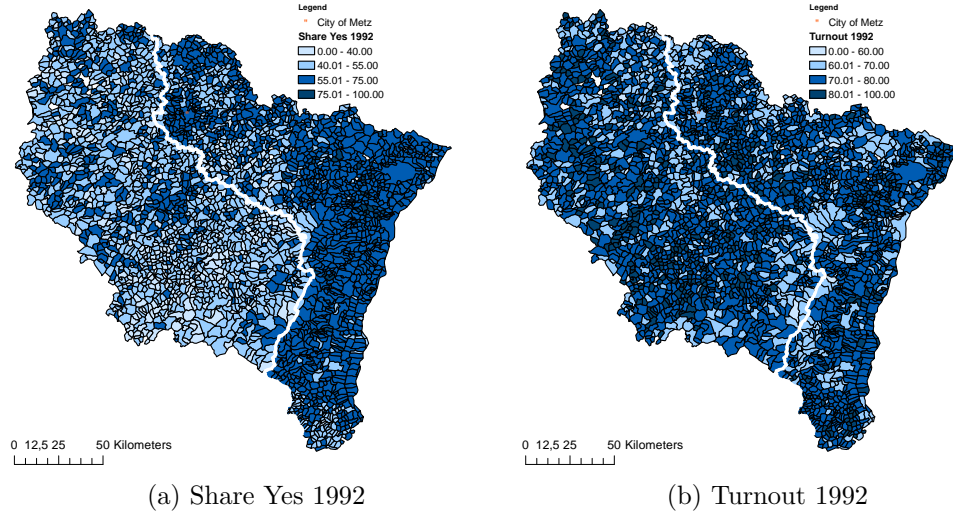 Legend
" City of Metz
Share Yes 1992
0.00 - 40.00
40.01 - 55.00
55.01 - 75.00
75.01 - 100.00
0 12,5 25 50 Kilometers
(a) Share Yes 1992
Legend
" City of Metz
Turnout 1992
0.00 - 60.00
60.01 - 70.00
70.01 - 80.00
80.01 - 100.00
0 12,5 25 50 Kilometers
(b) Turnout 1992